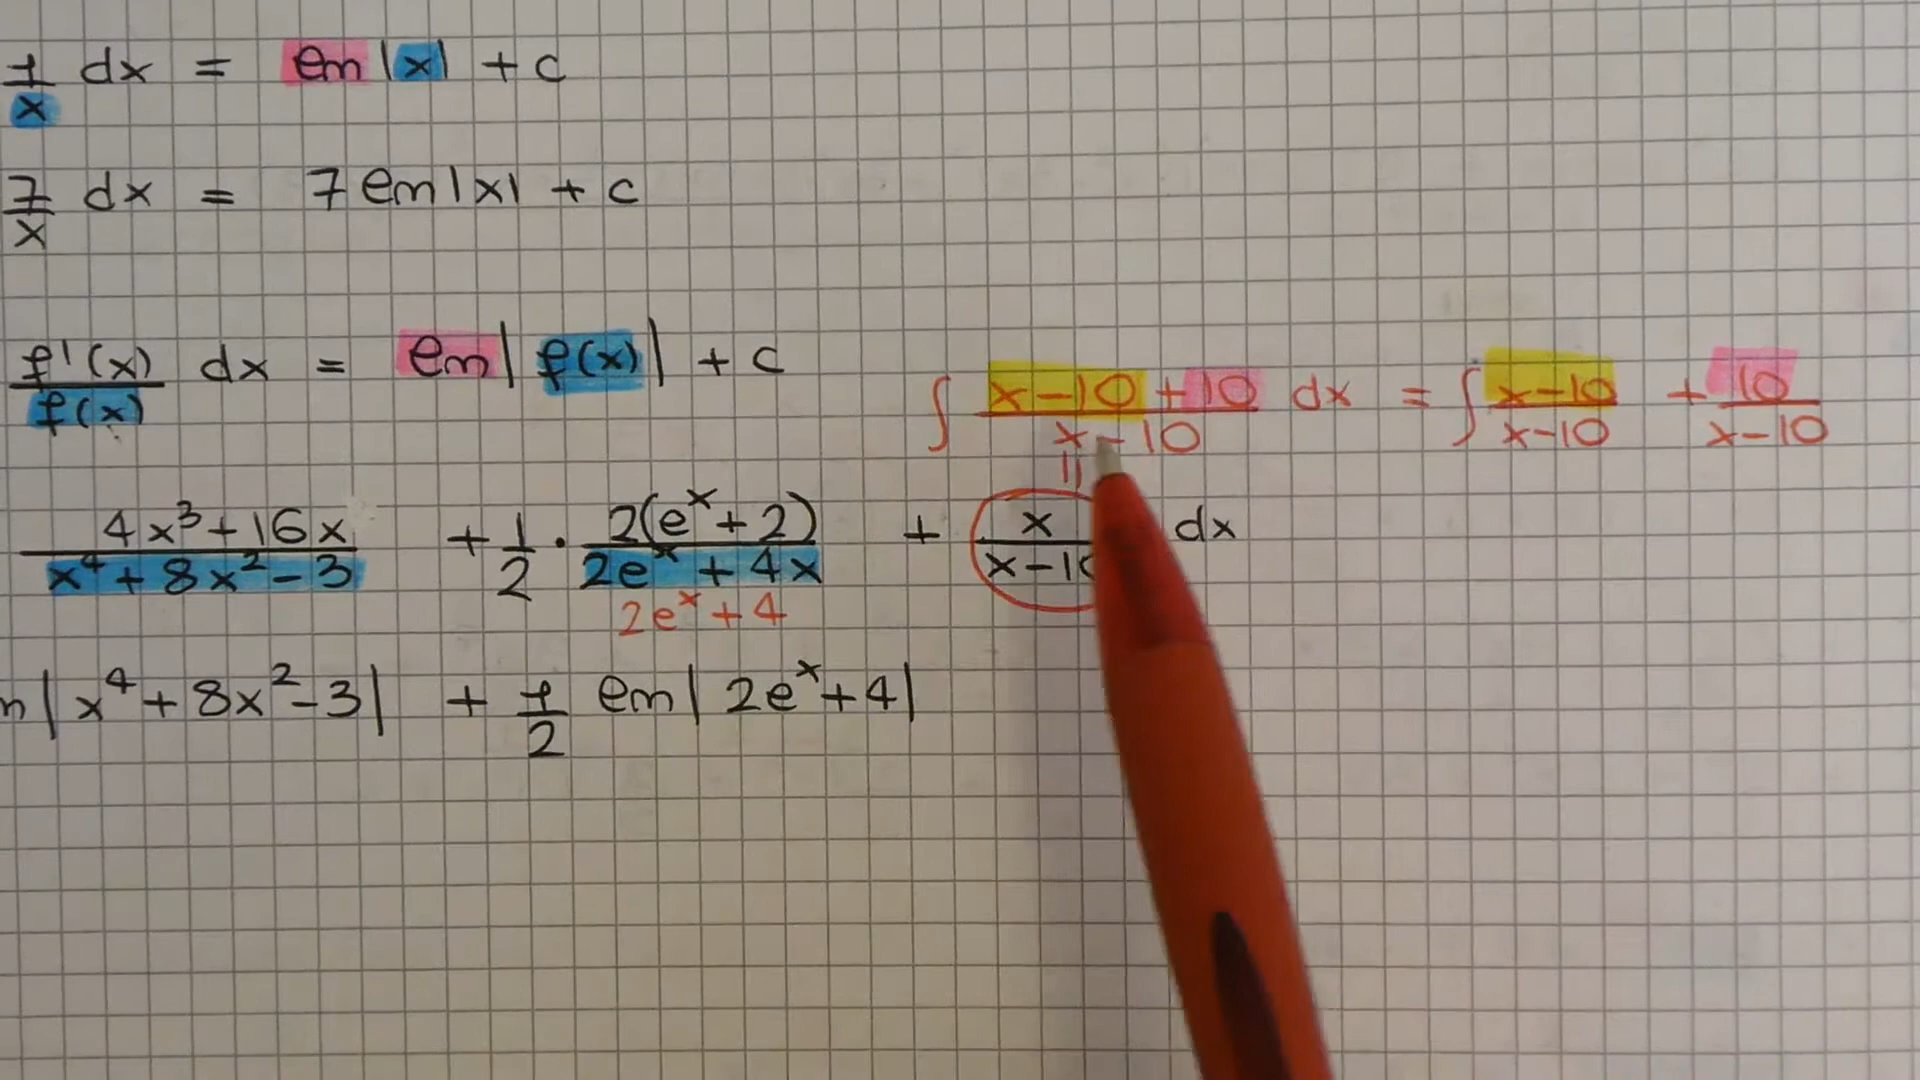 1/x dx = ln |x| + c
7/x dx = 7 ln |x| + c
f'(x)/f(x) dx = ln | f(x) | + c
∫ (x-10+10)/(x-10) dx = ∫ (x-10)/(x-10) + 10/(x-10)
(4x³+16x)/(x⁴+8x²-3) + 1/2 · 2(eˣ+2)/(2eˣ+4x) + x/(x-10 dx
2eˣ+4
n | x⁴+8x²-3 | + 1/2 ln | 2eˣ+4 |